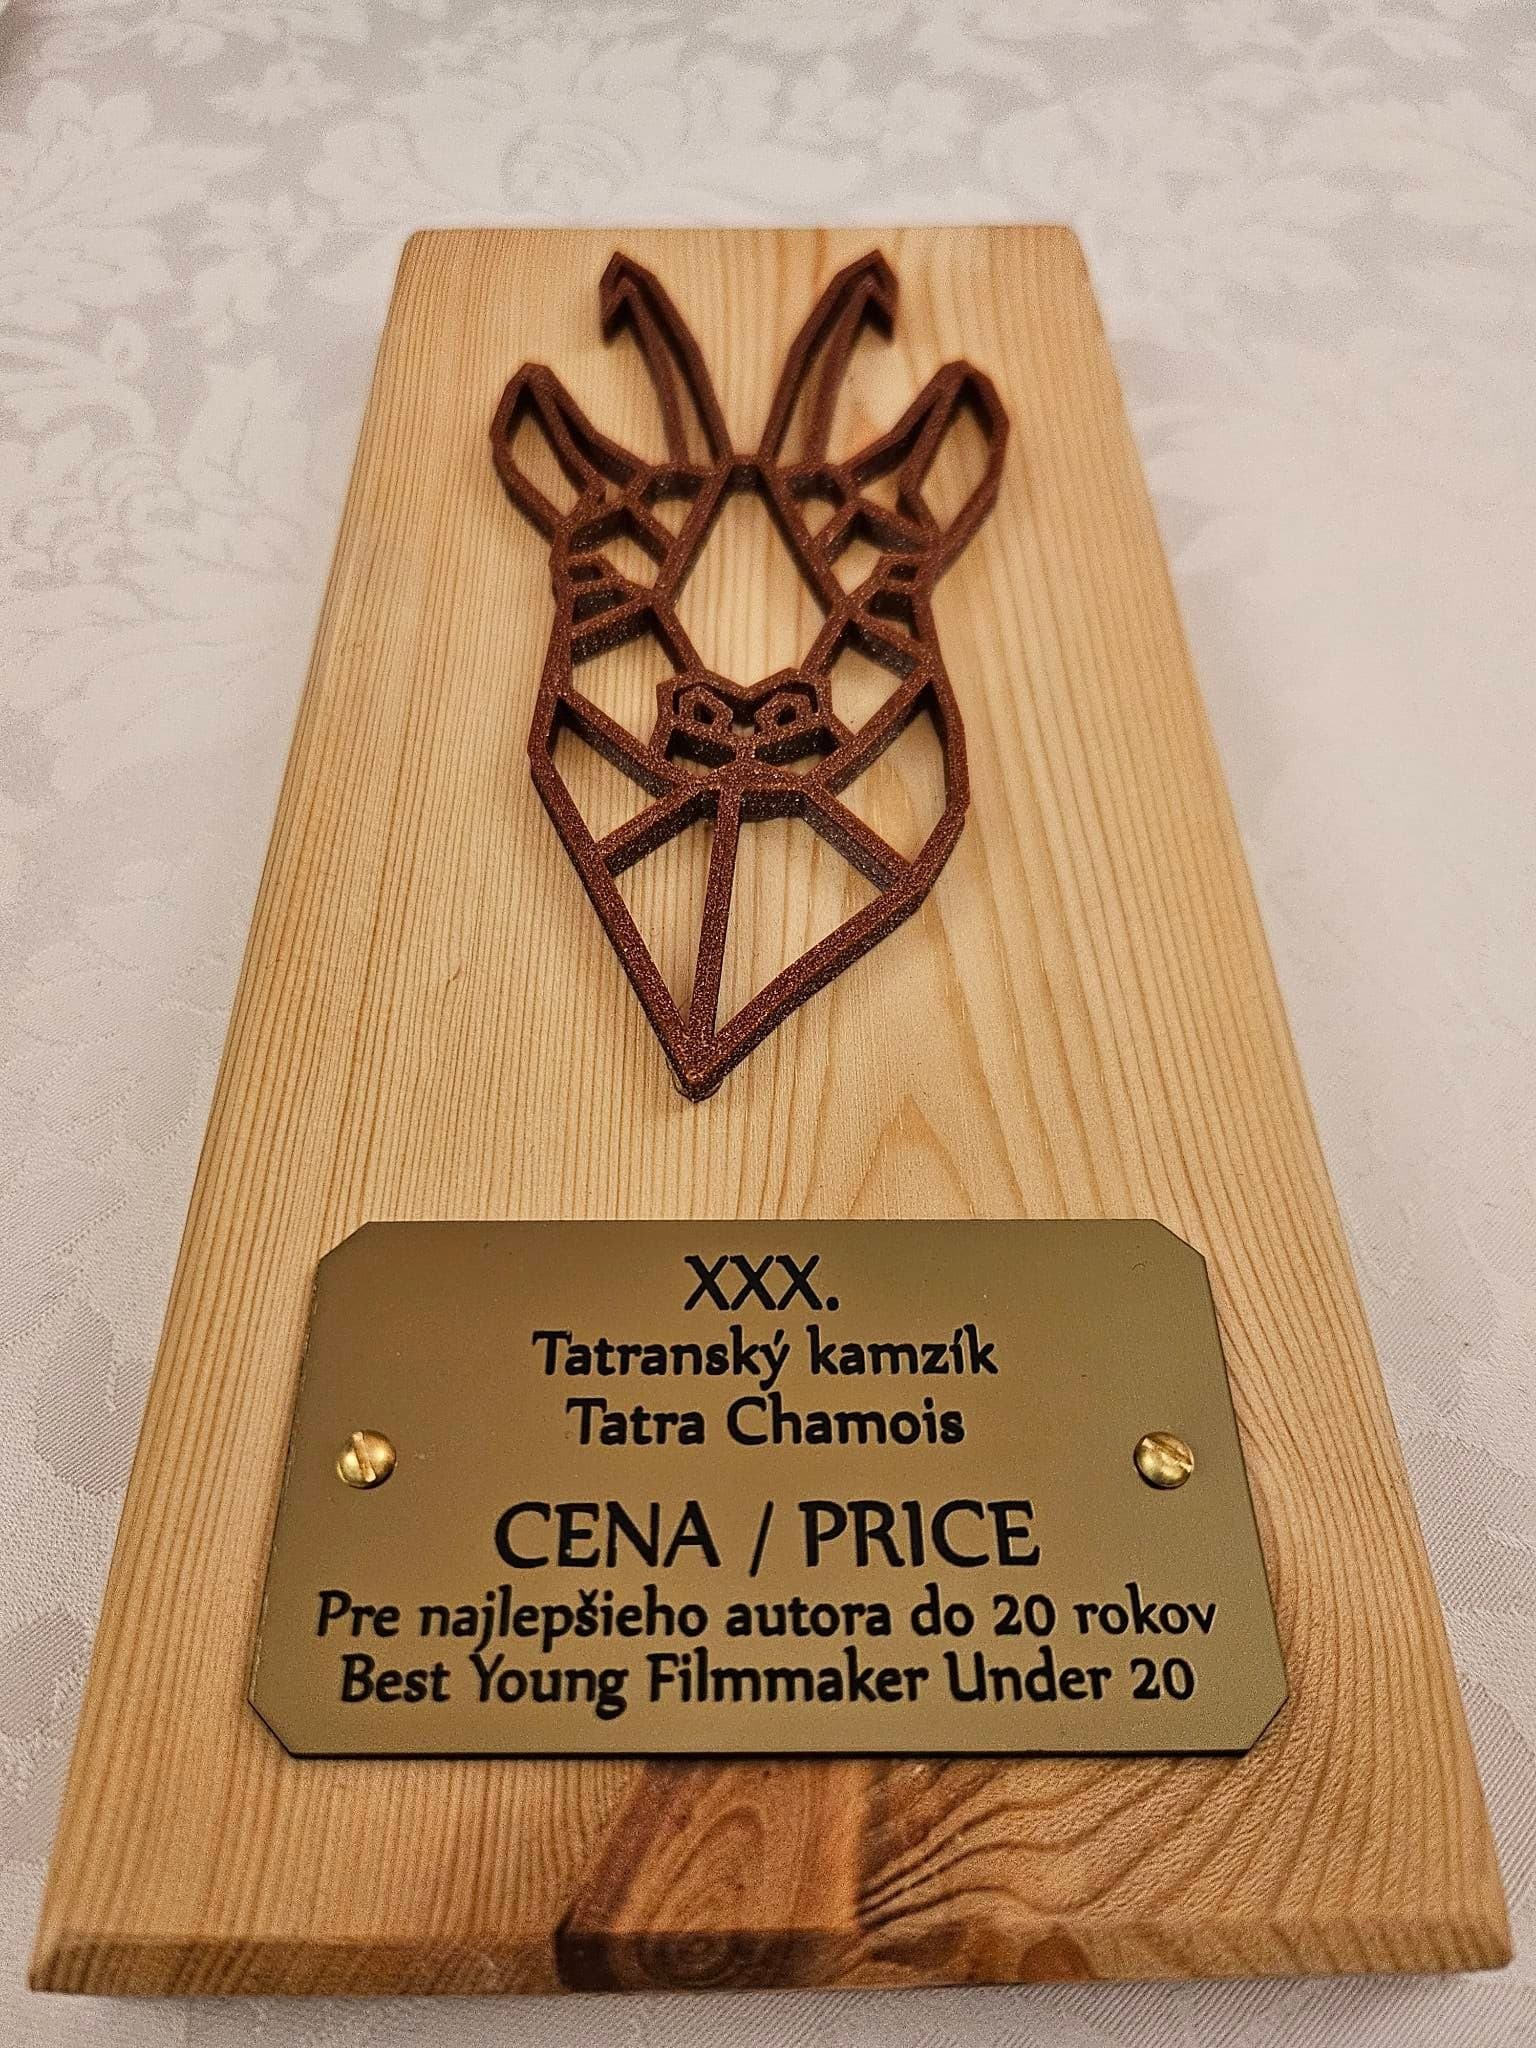 XXX.
Tatranský kamzík
Tatra Chamois
CENA / PRICE
Pre najlepšieho autora do 20 rokov
Best Young Filmmaker Under 20